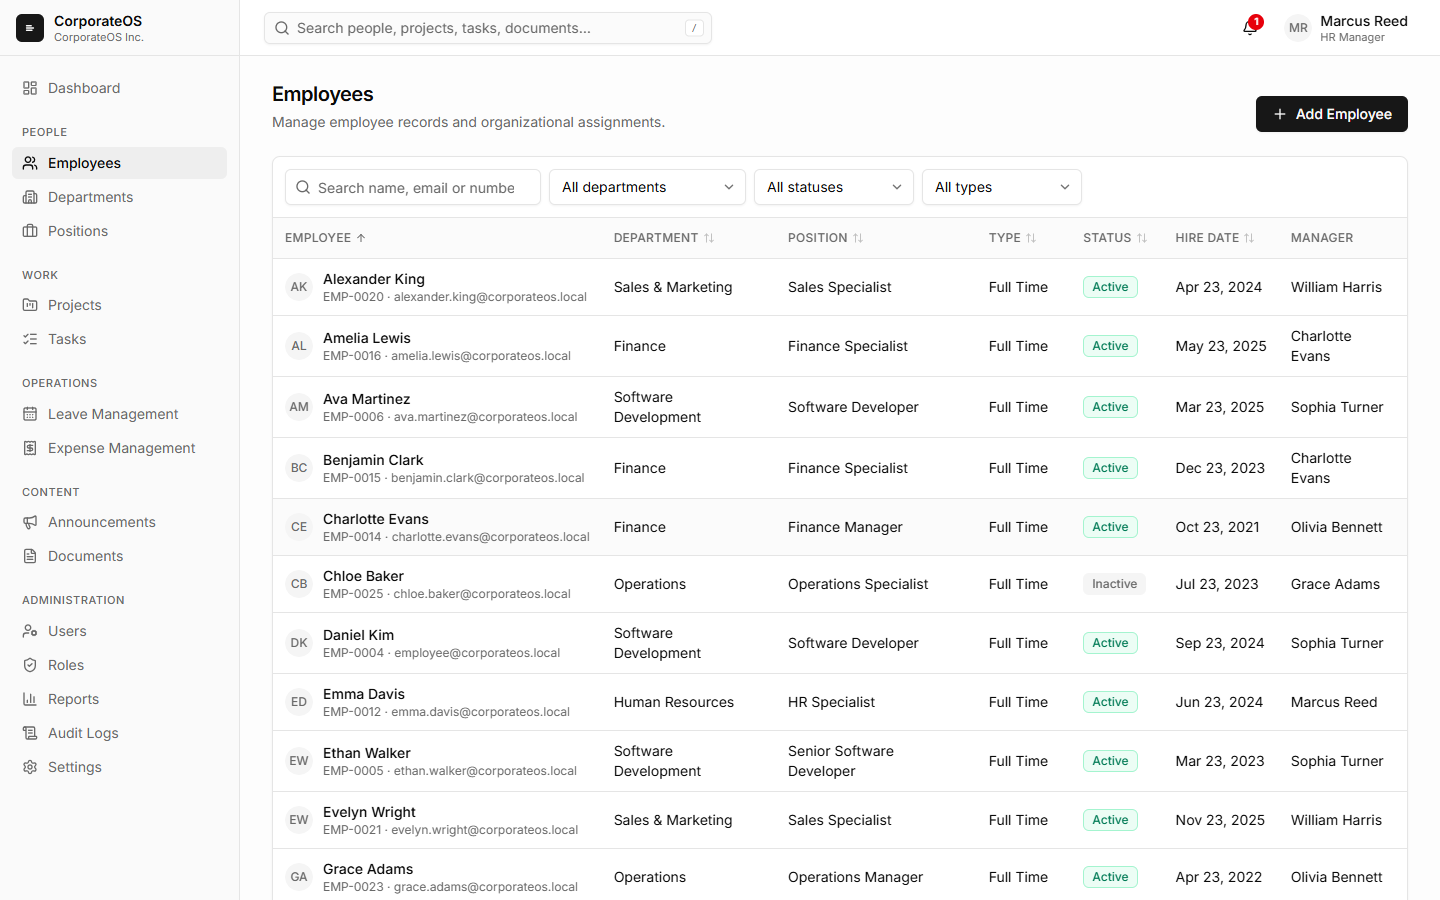 CorporateOS
CorporateOS Inc.
Search people, projects, tasks, documents...
/
1
MR
Marcus Reed
HR Manager
Dashboard
PEOPLE
Employees
Departments
Positions
WORK
Projects
Tasks
OPERATIONS
Leave Management
Expense Management
CONTENT
Announcements
Documents
ADMINISTRATION
Users
Roles
Reports
Audit Logs
Settings
Employees
Manage employee records and organizational assignments.
Add Employee
Search name, email or numbe
All departments
All statuses
All types
EMPLOYEE DEPARTMENT POSITION TYPE STATUS HIRE DATE MANAGER
AK Alexander King
EMP-0020 · alexander.king@corporateos.local
Sales & Marketing Sales Specialist Full Time Active Apr 23, 2024 William Harris
AL Amelia Lewis
EMP-0016 · amelia.lewis@corporateos.local
Finance Finance Specialist Full Time Active May 23, 2025 Charlotte
Evans
AM Ava Martinez
EMP-0006 · ava.martinez@corporateos.local
Software
Development
Software Developer Full Time Active Mar 23, 2025 Sophia Turner
BC Benjamin Clark
EMP-0015 · benjamin.clark@corporateos.local
Finance Finance Specialist Full Time Active Dec 23, 2023 Charlotte
Evans
CE Charlotte Evans
EMP-0014 · charlotte.evans@corporateos.local
Finance Finance Manager Full Time Active Oct 23, 2021 Olivia Bennett
CB Chloe Baker
EMP-0025 · chloe.baker@corporateos.local
Operations Operations Specialist Full Time Inactive Jul 23, 2023 Grace Adams
DK Daniel Kim
EMP-0004 · employee@corporateos.local
Software
Development
Software Developer Full Time Active Sep 23, 2024 Sophia Turner
ED Emma Davis
EMP-0012 · emma.davis@corporateos.local
Human Resources HR Specialist Full Time Active Jun 23, 2024 Marcus Reed
EW Ethan Walker
EMP-0005 · ethan.walker@corporateos.local
Software
Development
Senior Software
Developer
Full Time Active Mar 23, 2023 Sophia Turner
EW Evelyn Wright
EMP-0021 · evelyn.wright@corporateos.local
Sales & Marketing Sales Specialist Full Time Active Nov 23, 2025 William Harris
GA Grace Adams
EMP-0023 · grace.adams@corporateos.local
Operations Operations Manager Full Time Active Apr 23, 2022 Olivia Bennett